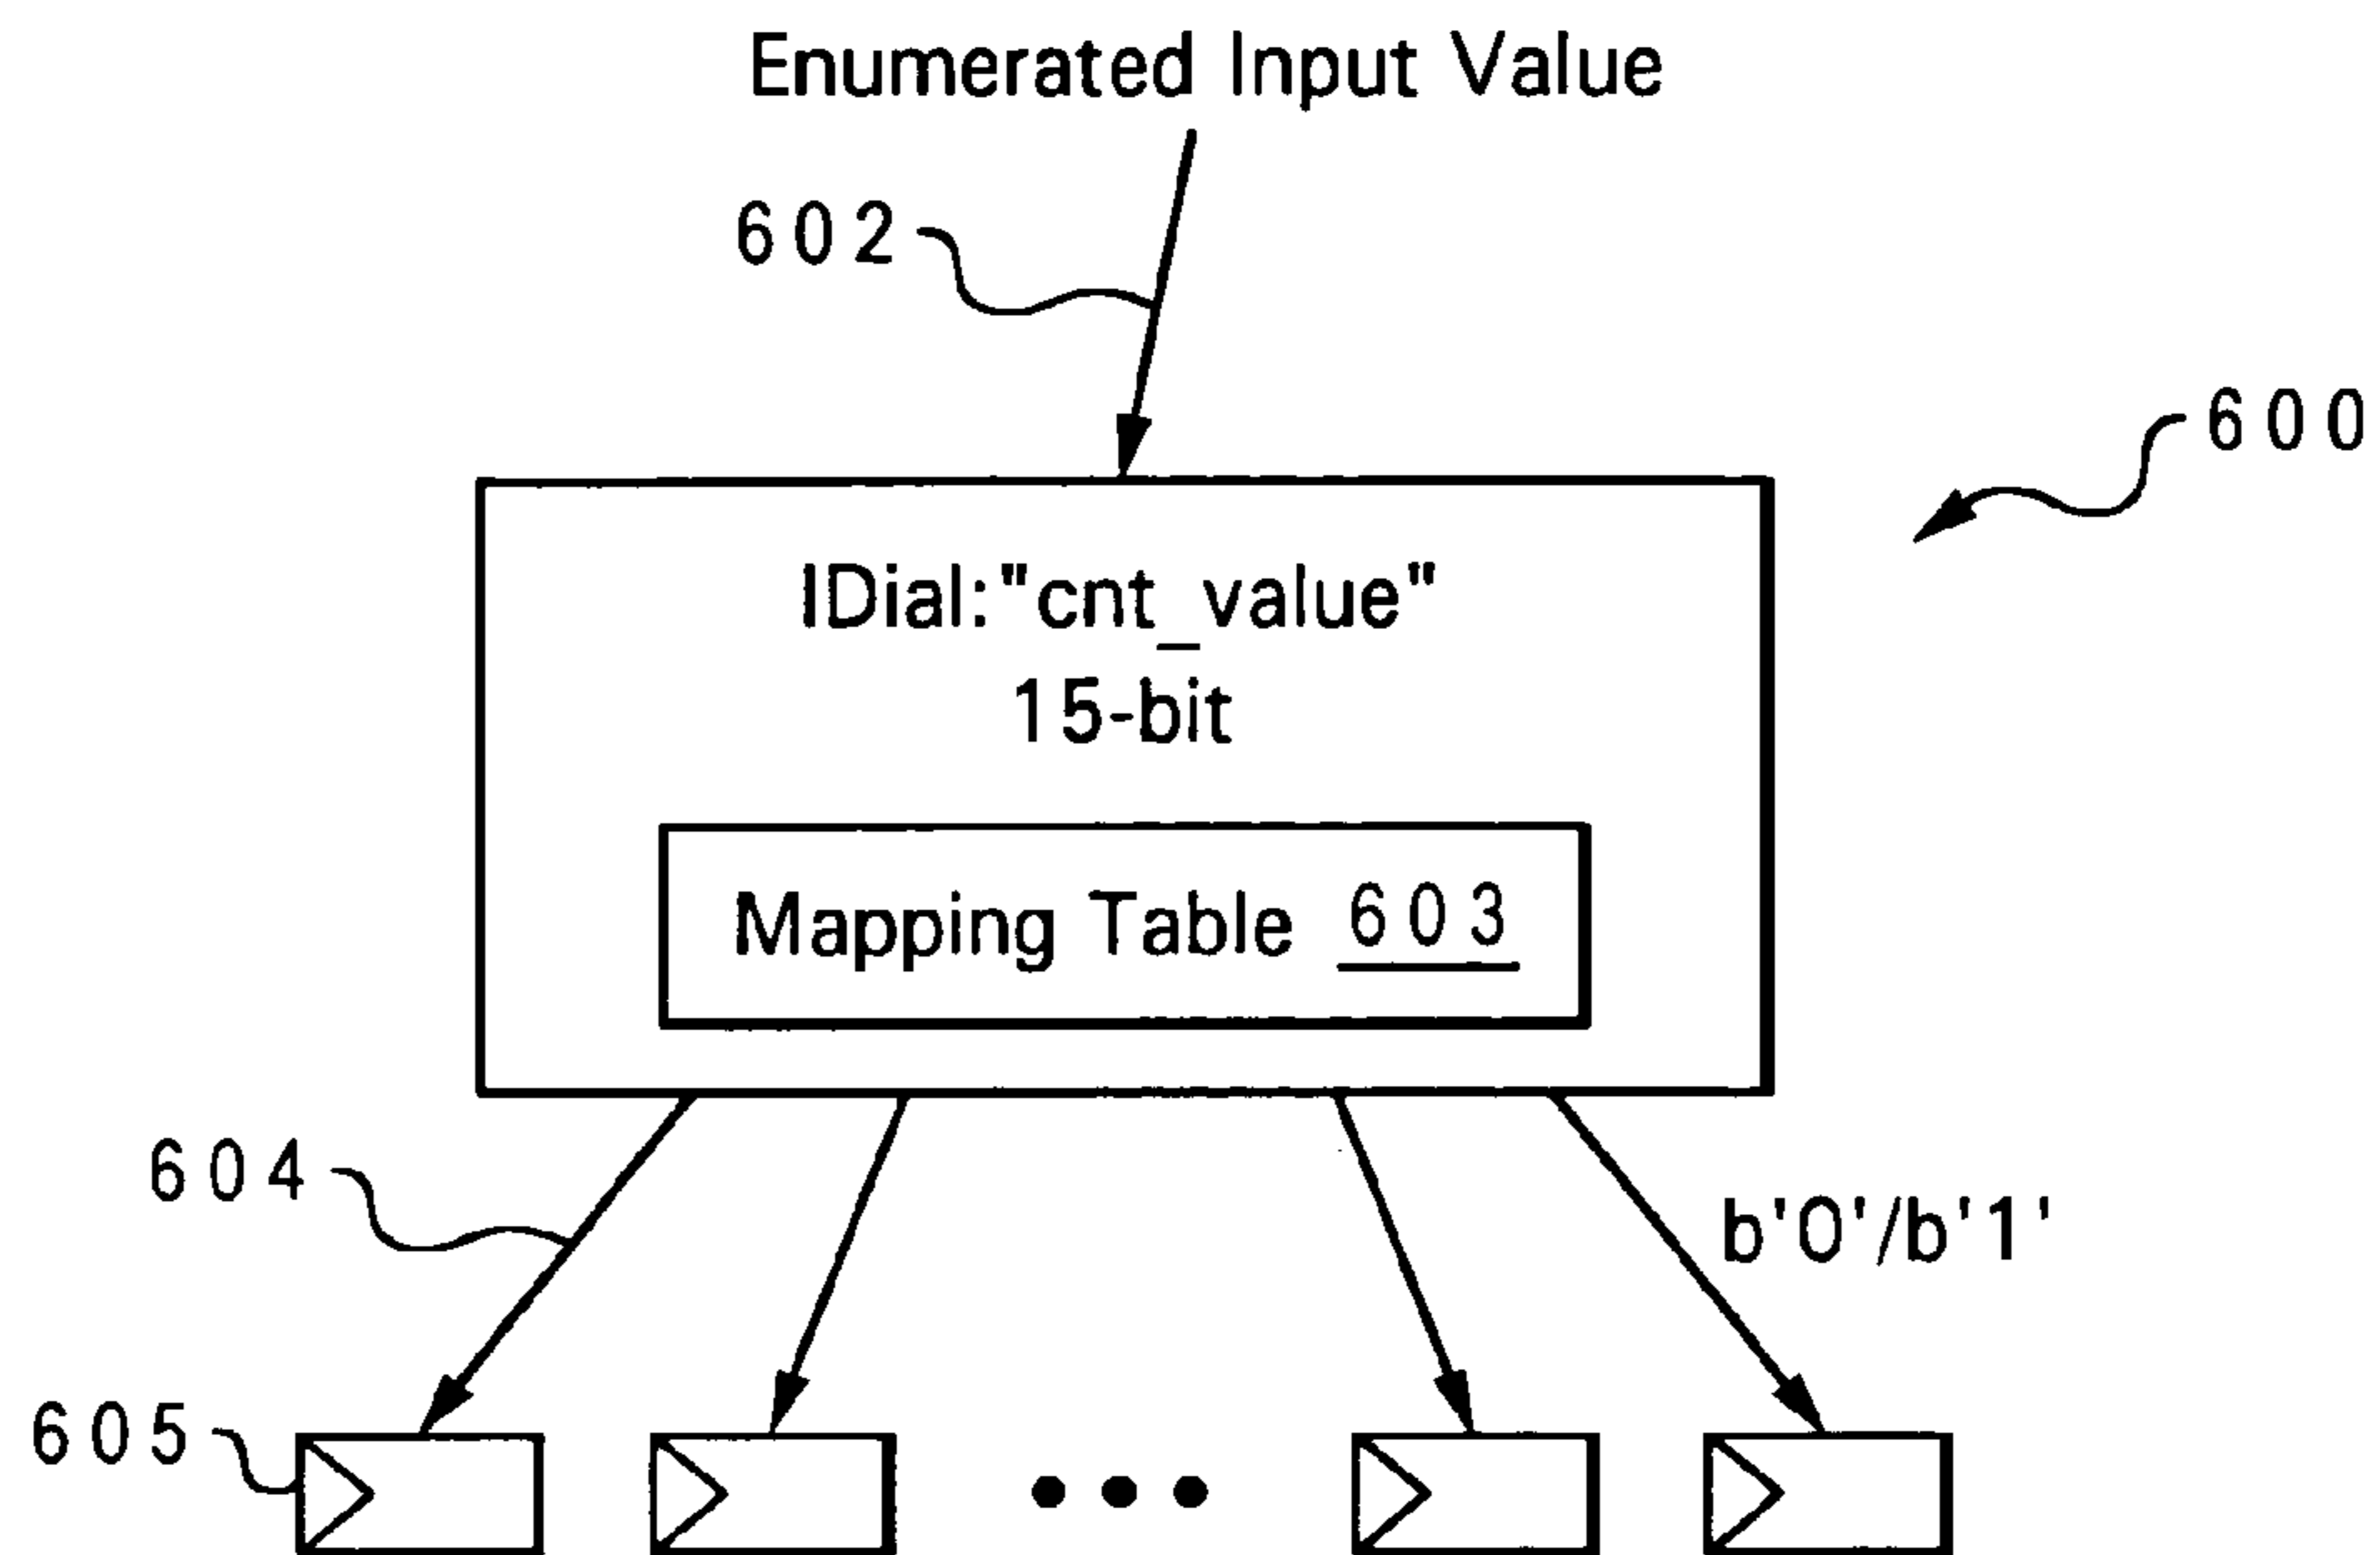 Enumerated Input Value
602
600
IDial:"cnt_value"
15-bit
Mapping Table 603
604
b'0'/b'1'
605